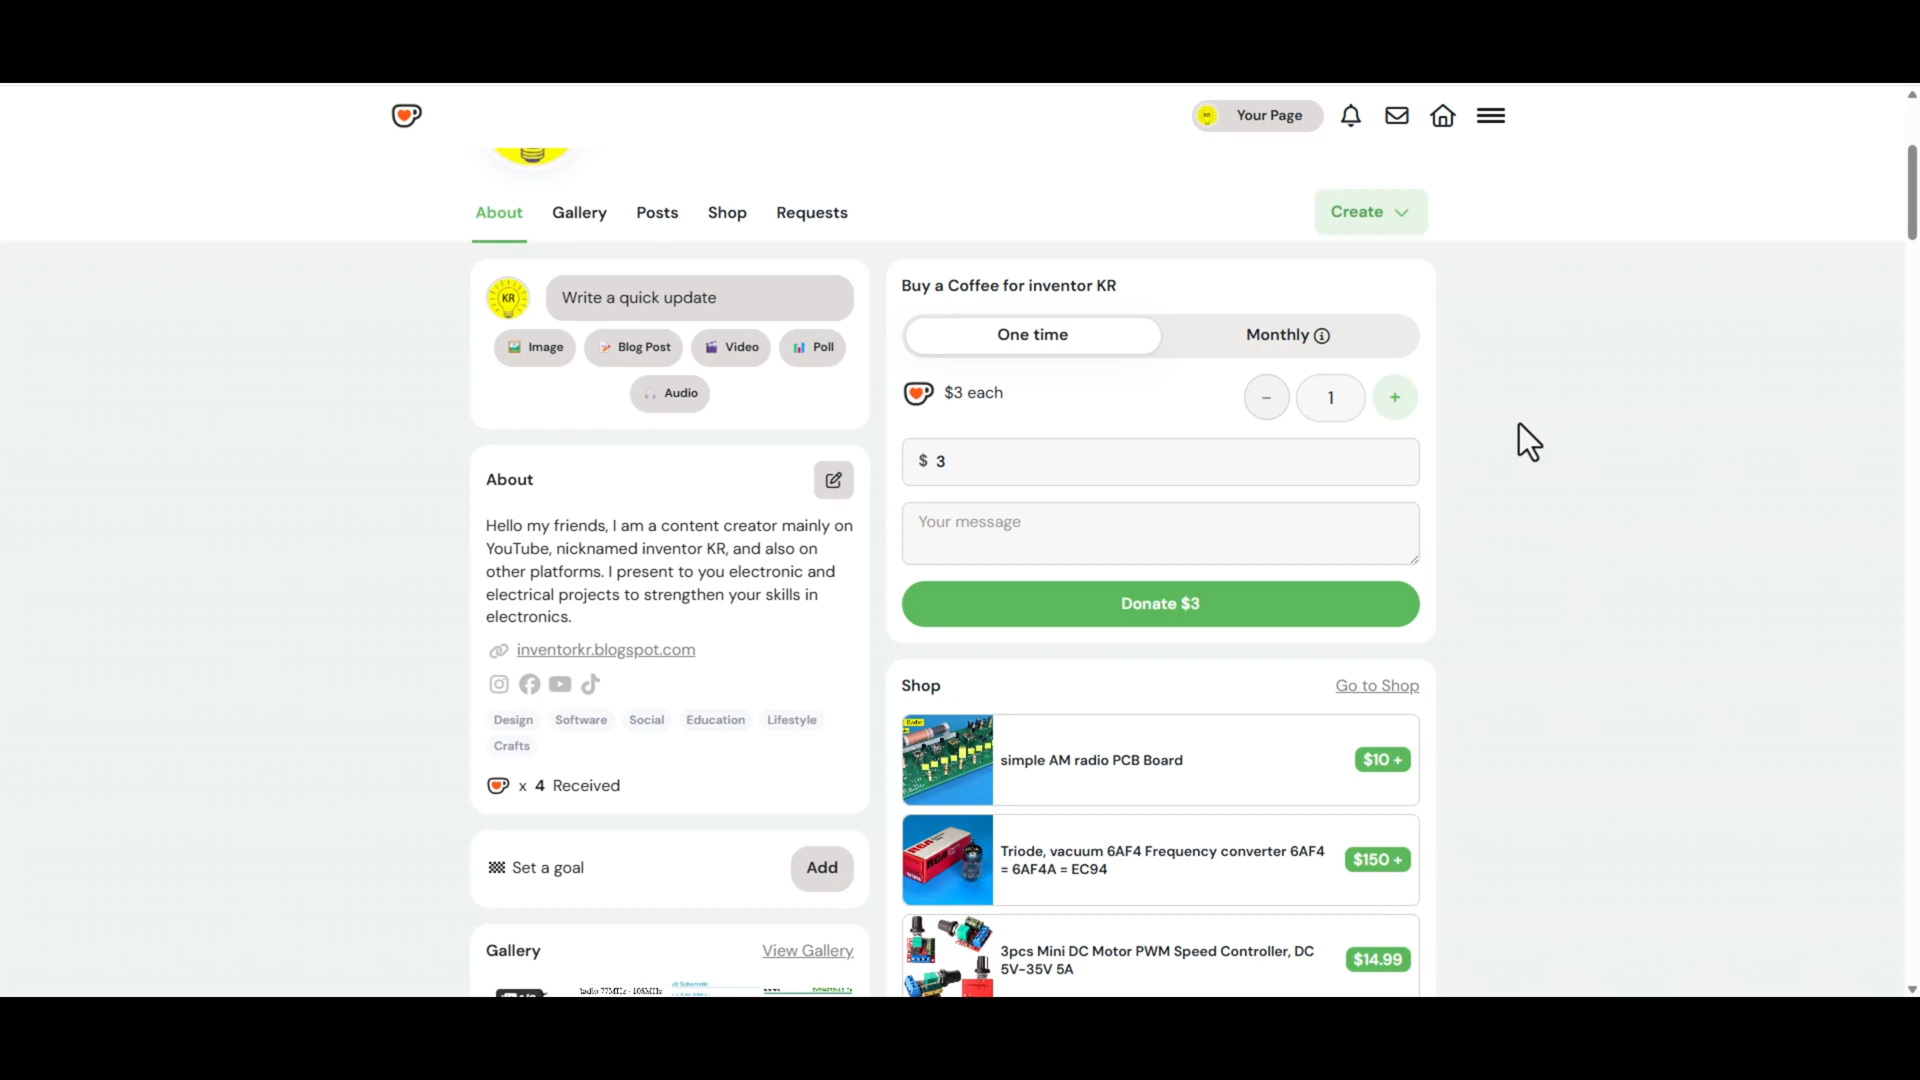 Your Page
About
Gallery
Posts
Shop
Requests
Create
KR
Write a quick update
Image
Blog Post
Video
Poll
Audio
About
Hello my friends, I am a content creator mainly on
YouTube, nicknamed inventor KR, and also on
other platforms. I present to you electronic and
electrical projects to strengthen your skills in
electronics.
inventorkr.blogspot.com
Design
Software
Social
Education
Lifestyle
Crafts
x 4 Received
Set a goal
Add
Gallery
View Gallery
Radio 77MHz - 108MHz
Buy a Coffee for inventor KR
One time
Monthly
$3 each
−
1
+
$ 3
Your message
Donate $3
Shop
Go to Shop
simple AM radio PCB Board
$10 +
RCA
Triode, vacuum 6AF4 Frequency converter 6AF4
= 6AF4A = EC94
$150 +
3pcs Mini DC Motor PWM Speed Controller, DC
5V-35V 5A
$14.99